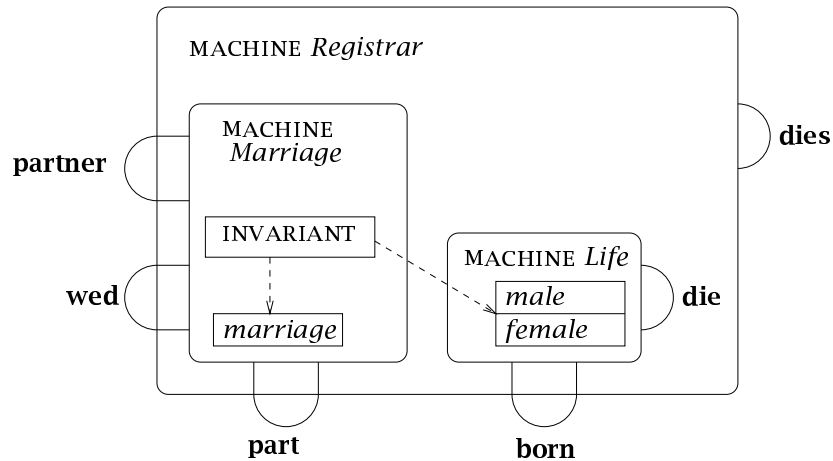 MACHINE Registrar
MACHINE
Marriage
partner
dies
INVARIANT
MACHINE Life
wed
male
die
marriage
female
part
born